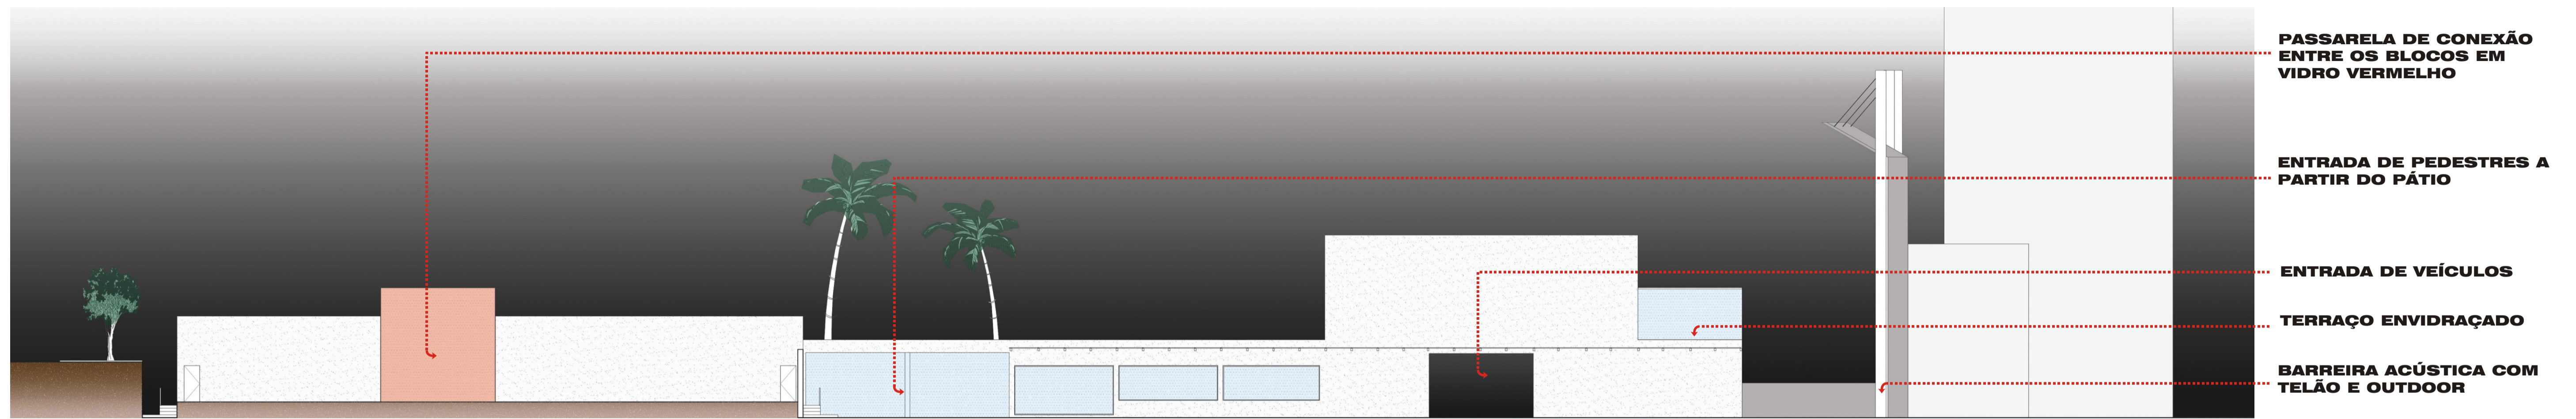 PASSARELA DE CONEXÃO
ENTRE OS BLOCOS EM
VIDRO VERMELHO
ENTRADA DE PEDESTRES A
PARTIR DO PÁTIO
ENTRADA DE VEÍCULOS
TERRAÇO ENVIDRAÇADO
BARREIRA ACÚSTICA COM
TELÃO E OUTDOOR